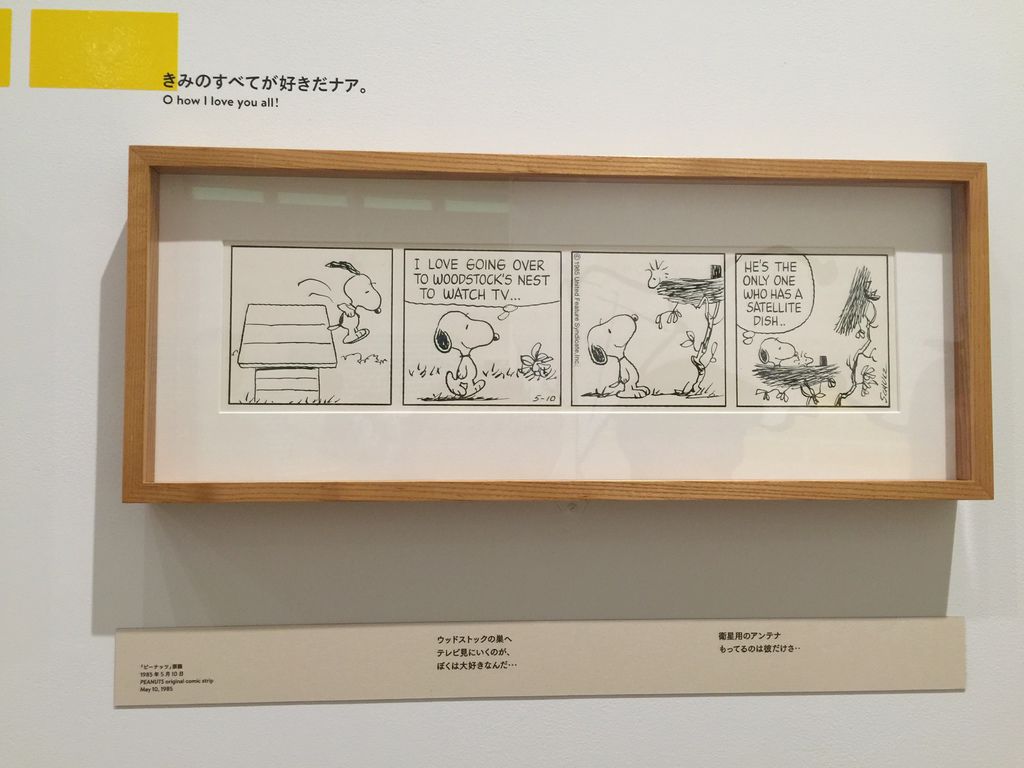 きみのすべてが好きだナア。
O how I love you all!
I LOVE GOING OVER
TO WOODSTOCK'S NEST
TO WATCH TV...
5-10
© 1985 United Feature Syndicate, Inc.
HE'S THE
ONLY ONE
WHO HAS A
SATELLITE
DISH..
SCHULZ
「ピーナッツ」原画
1985年5月10日
PEANUTS original comic strip
May 10, 1985
ウッドストックの巣へ
テレビ見にいくのが、
ぼくは大好きなんだ…
衛星用のアンテナ
もってるのは彼だけさ‥